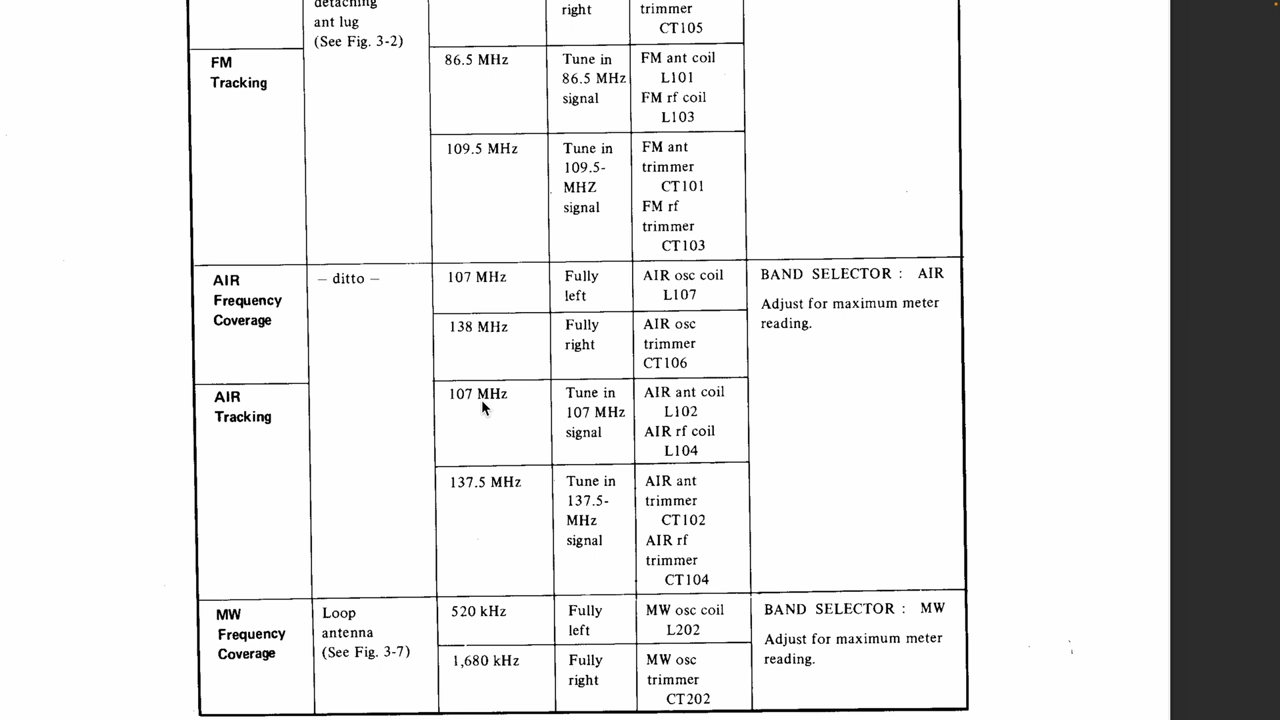 detaching
ant lug
(See Fig. 3-2)
right
trimmer
CT105
FM
Tracking
86.5 MHz
Tune in
86.5 MHz
signal
FM ant coil
L101
FM rf coil
L103
109.5 MHz
Tune in
109.5-
MHZ
signal
FM ant
trimmer
CT101
FM rf
trimmer
CT103
AIR
Frequency
Coverage
– ditto –
107 MHz
Fully
left
AIR osc coil
L107
BAND SELECTOR : AIR
Adjust for maximum meter
reading.
138 MHz
Fully
right
AIR osc
trimmer
CT106
AIR
Tracking
107 MHz
Tune in
107 MHz
signal
AIR ant coil
L102
AIR rf coil
L104
137.5 MHz
Tune in
137.5-
MHz
signal
AIR ant
trimmer
CT102
AIR rf
trimmer
CT104
MW
Frequency
Coverage
Loop
antenna
(See Fig. 3-7)
520 kHz
Fully
left
MW osc coil
L202
BAND SELECTOR : MW
Adjust for maximum meter
reading.
1,680 kHz
Fully
right
MW osc
trimmer
CT202